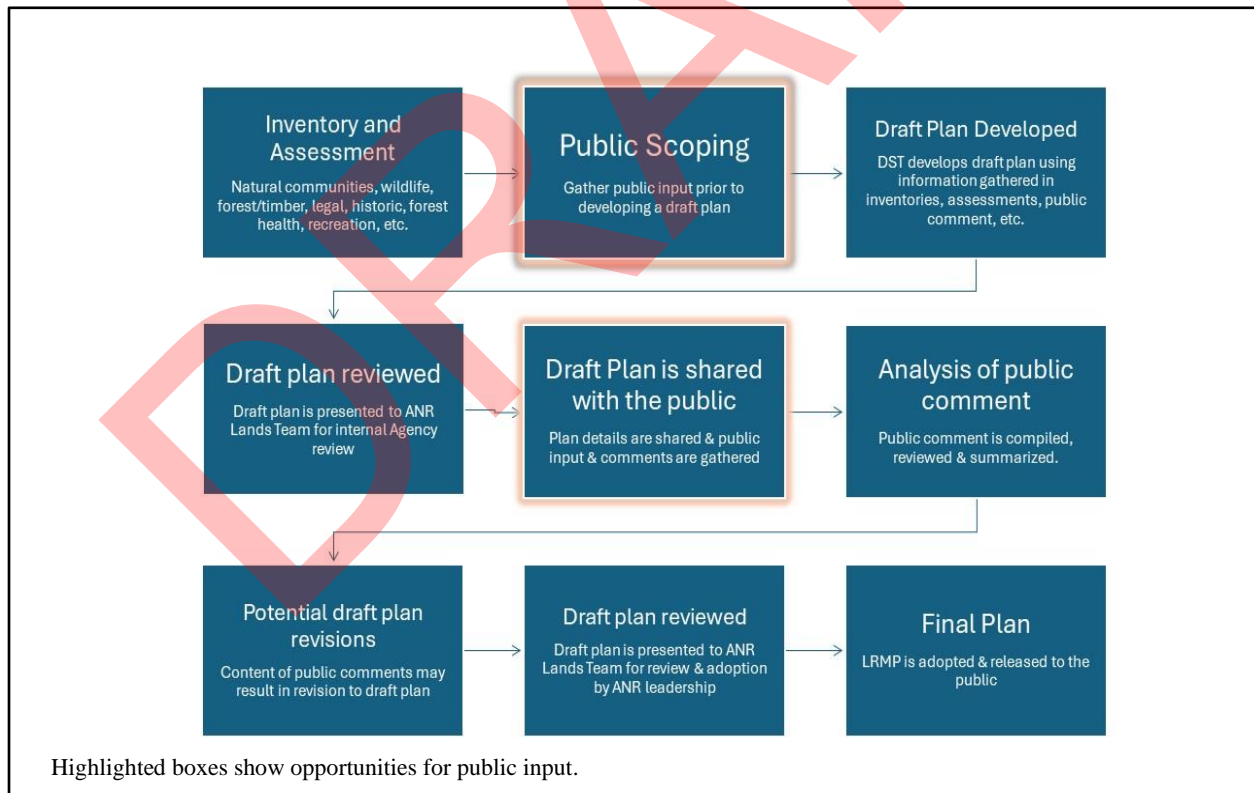 Inventory and
Assessment
Natural communities, wildlife,
forest/timber, legal, historic, forest
health, recreation, etc.
Public Scoping
Gather public input prior to
developing a draft plan
Draft Plan Developed
DST develops draft plan using
information gathered in
inventories, assessments, public
comment, etc.
Draft plan reviewed
Draft plan is presented to ANR
Lands Team for internal Agency
review
Draft Plan is shared
with the public
Plan details are shared & public
input & comments are gathered
Analysis of public
comment
Public comment is compiled,
reviewed & summarized.
Potential draft plan
revisions
Content of public comments may
result in revision to draft plan
Draft plan reviewed
Draft plan is presented to ANR
Lands Team for review & adoption
by ANR leadership
Final Plan
LRMP is adopted & released to the
public
Highlighted boxes show opportunities for public input.
DRA